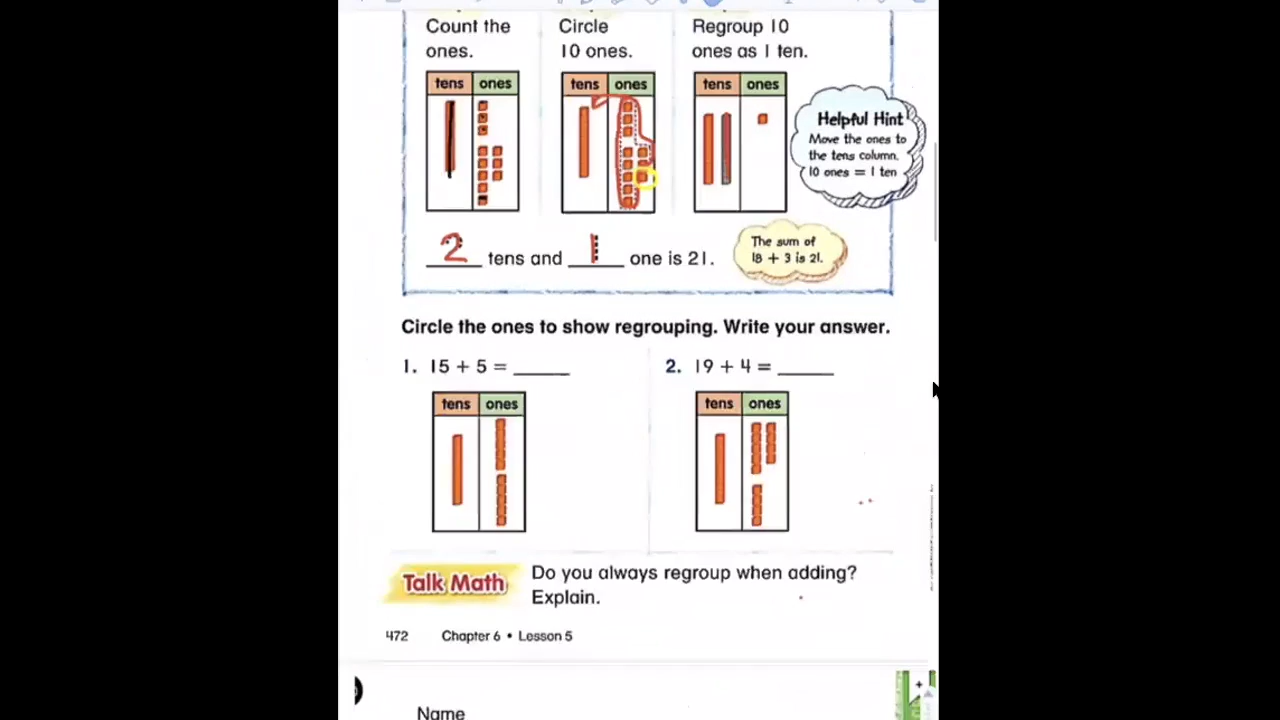 Count the
ones.
Circle
10 ones.
Regroup 10
ones as 1 ten.
tens ones
tens ones
tens ones
Helpful Hint
Move the ones to
the tens column.
10 ones = 1 ten
2 tens and 1 one is 21.
The sum of
18 + 3 is 21.
Circle the ones to show regrouping. Write your answer.
1. 15 + 5 = ____
2. 19 + 4 = ____
tens ones
tens ones
Talk Math
Do you always regroup when adding?
Explain.
472 Chapter 6 • Lesson 5
Name